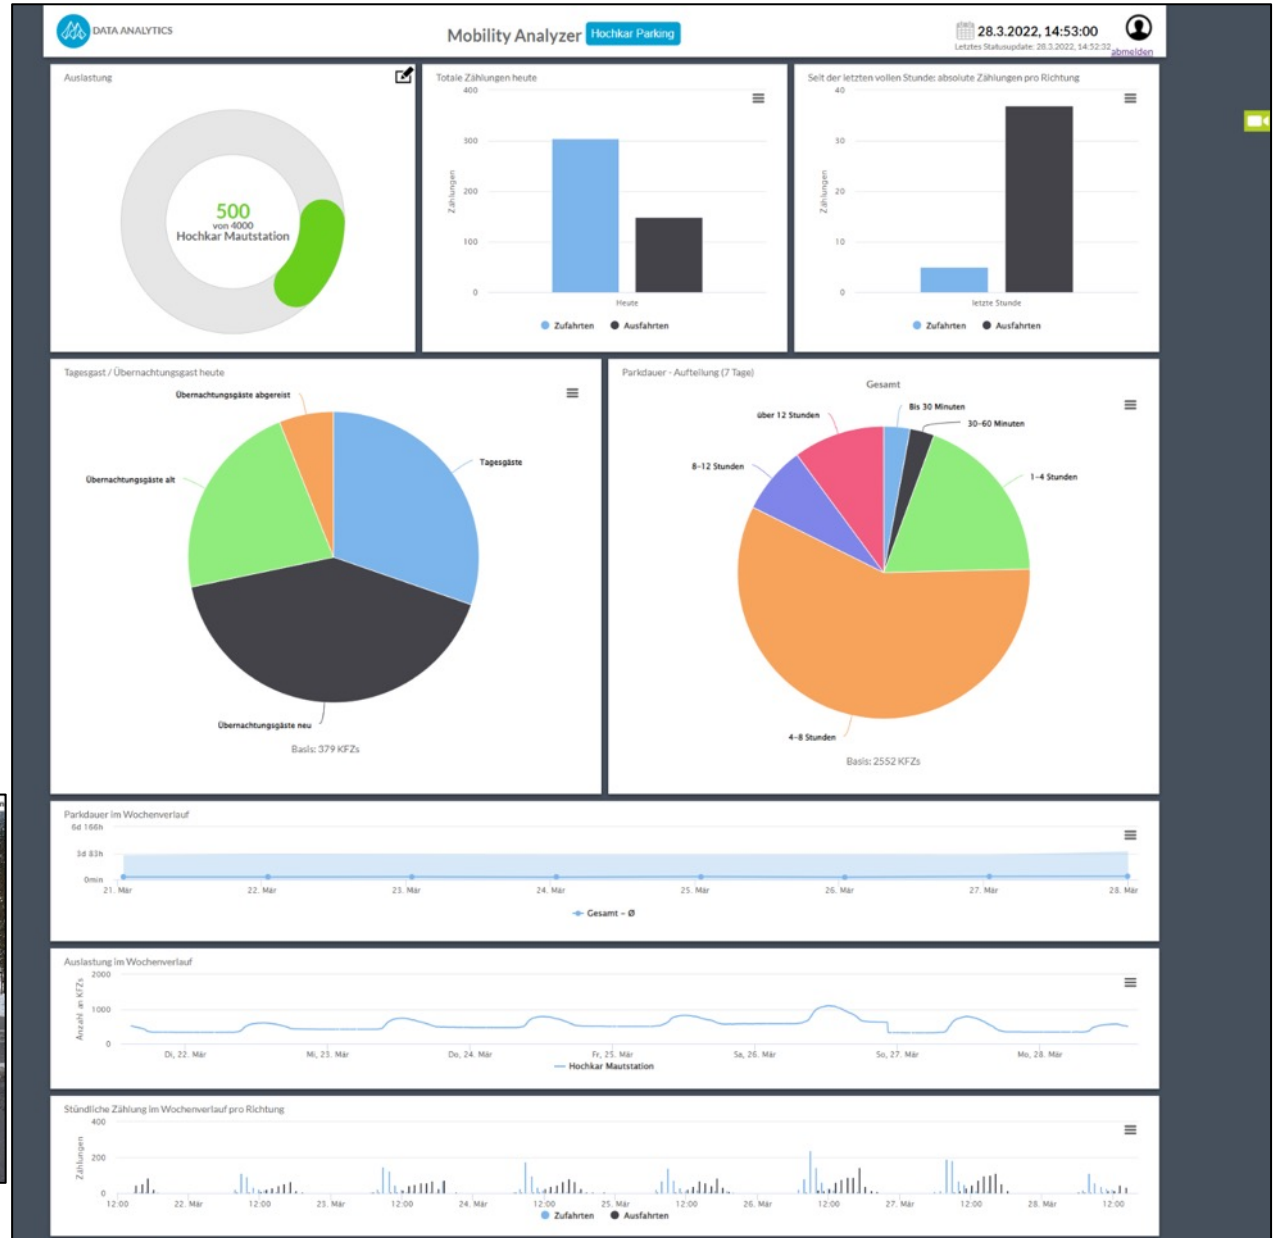 DATA ANALYTICS
Mobility Analyzer Hochkar Parking
28.3.2022, 14:53:00
Letztes Statusupdate: 28.3.2022, 14:52:32
abmelden
Auslastung
500
von 4000
Hochkar Mautstation
Totale Zählungen heute
400
300
200
100
0
Zählungen
Heute
Zufahrten Ausfahrten
Seit der letzten vollen Stunde: absolute Zählungen pro Richtung
40
30
20
10
0
Zählungen
letzte Stunde
Zufahrten Ausfahrten
Tagesgast / Übernachtungsgast heute
Übernachtungsgäste abgereist
Tagesgäste
Übernachtungsgäste alt
Übernachtungsgäste neu
Basis: 379 KFZs
Parkdauer - Aufteilung (7 Tage)
Gesamt
Bis 30 Minuten
über 12 Stunden
30-60 Minuten
8-12 Stunden
1-4 Stunden
4-8 Stunden
Basis: 2552 KFZs
Parkdauer im Wochenverlauf
6d 166h
3d 83h
0min
21. Mär 22. Mär 23. Mär 24. Mär 25. Mär 26. Mär 27. Mär 28. Mär
Gesamt - Ø
Auslastung im Wochenverlauf
2000
1000
0
Anzahl an KFZs
Di, 22. Mär Mi, 23. Mär Do, 24. Mär Fr, 25. Mär Sa, 26. Mär So, 27. Mär Mo, 28. Mär
Hochkar Mautstation
Stündliche Zählung im Wochenverlauf pro Richtung
400
200
0
Zählungen
12:00 22. Mär 12:00 23. Mär 12:00 24. Mär 12:00 25. Mär 12:00 26. Mär 12:00 27. Mär 12:00 28. Mär 12:00
Zufahrten Ausfahrten